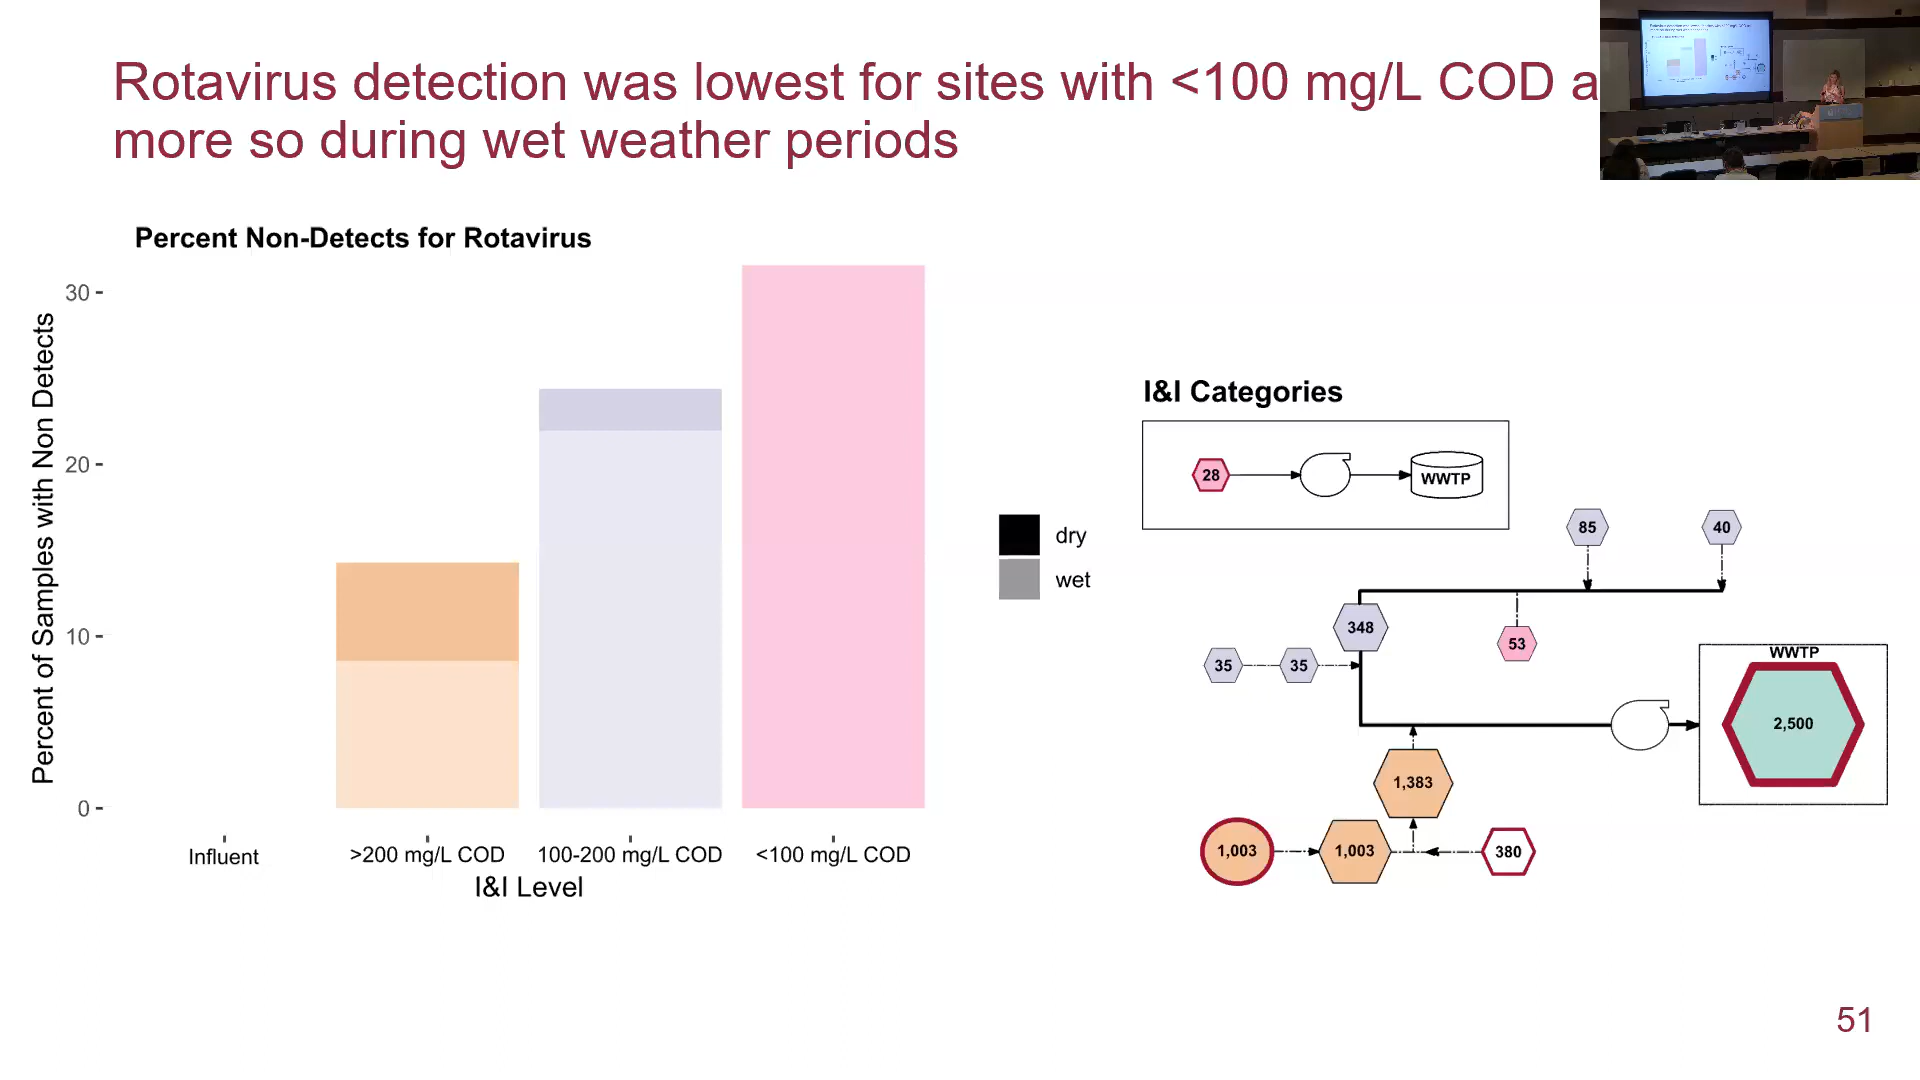 Rotavirus detection was lowest for sites with <100 mg/L COD a
more so during wet weather periods
Percent Non-Detects for Rotavirus
Percent of Samples with Non Detects
30
20
10
0
Influent
>200 mg/L COD
100-200 mg/L COD
<100 mg/L COD
I&I Level
dry
wet
I&I Categories
28
WWTP
85
40
348
53
35
35
WWTP
2,500
1,383
1,003
1,003
380
51